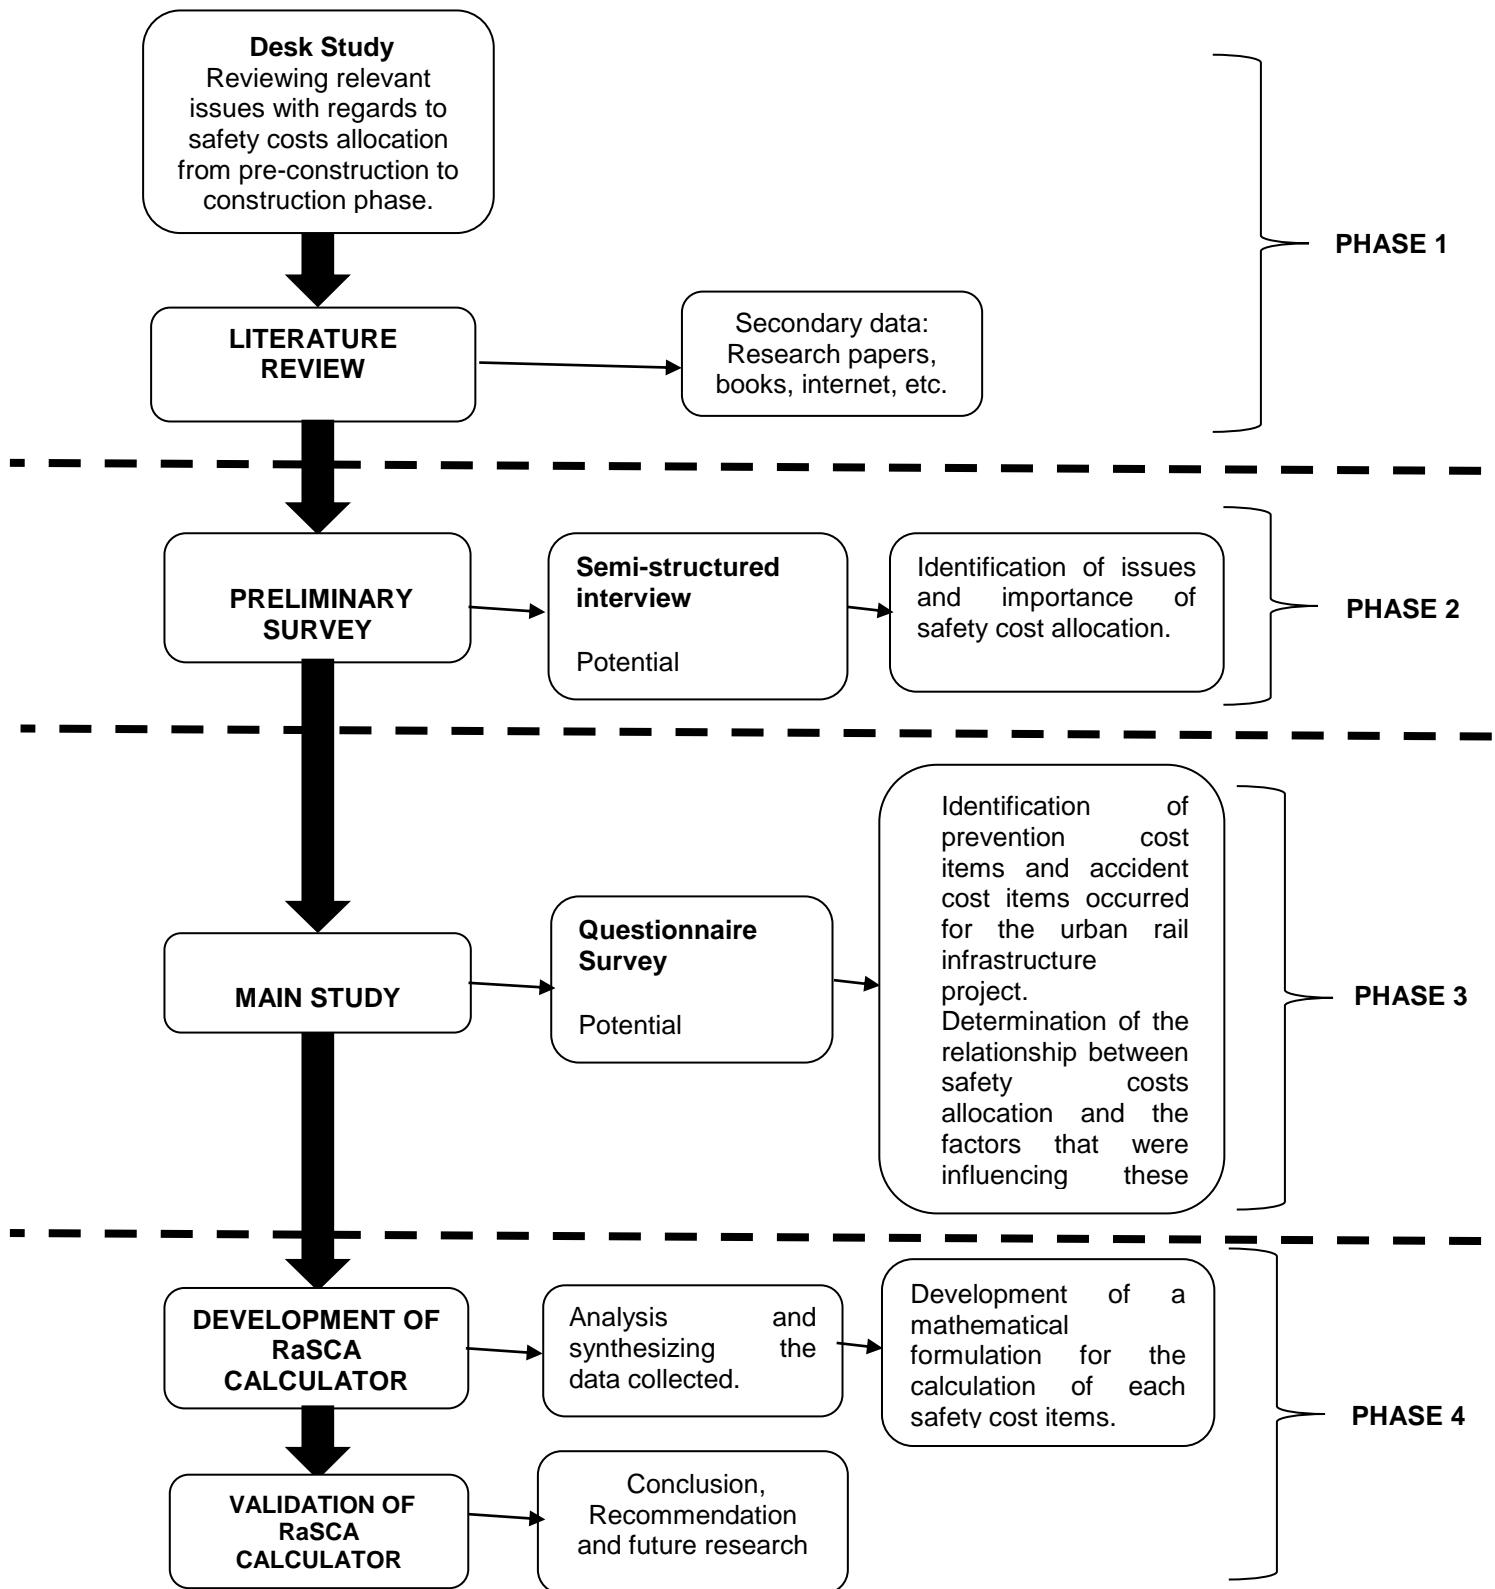 Desk Study
Reviewing relevant
issues with regards to
safety costs allocation
from pre-construction to
construction phase.
PHASE 1
LITERATURE
REVIEW
Secondary data:
Research papers,
books, internet, etc.
PRELIMINARY
SURVEY
Semi-structured
interview
Potential
Identification of issues
and importance of
safety cost allocation.
PHASE 2
MAIN STUDY
Questionnaire
Survey
Potential
Identification of
prevention cost
items and accident
cost items occurred
for the urban rail
infrastructure
project.
Determination of the
relationship between
safety costs
allocation and the
factors that were
influencing these
PHASE 3
DEVELOPMENT OF
RaSCA
CALCULATOR
Analysis and
synthesizing the
data collected.
Development of a
mathematical
formulation for the
calculation of each
safety cost items.
PHASE 4
VALIDATION OF
RaSCA
CALCULATOR
Conclusion,
Recommendation
and future research